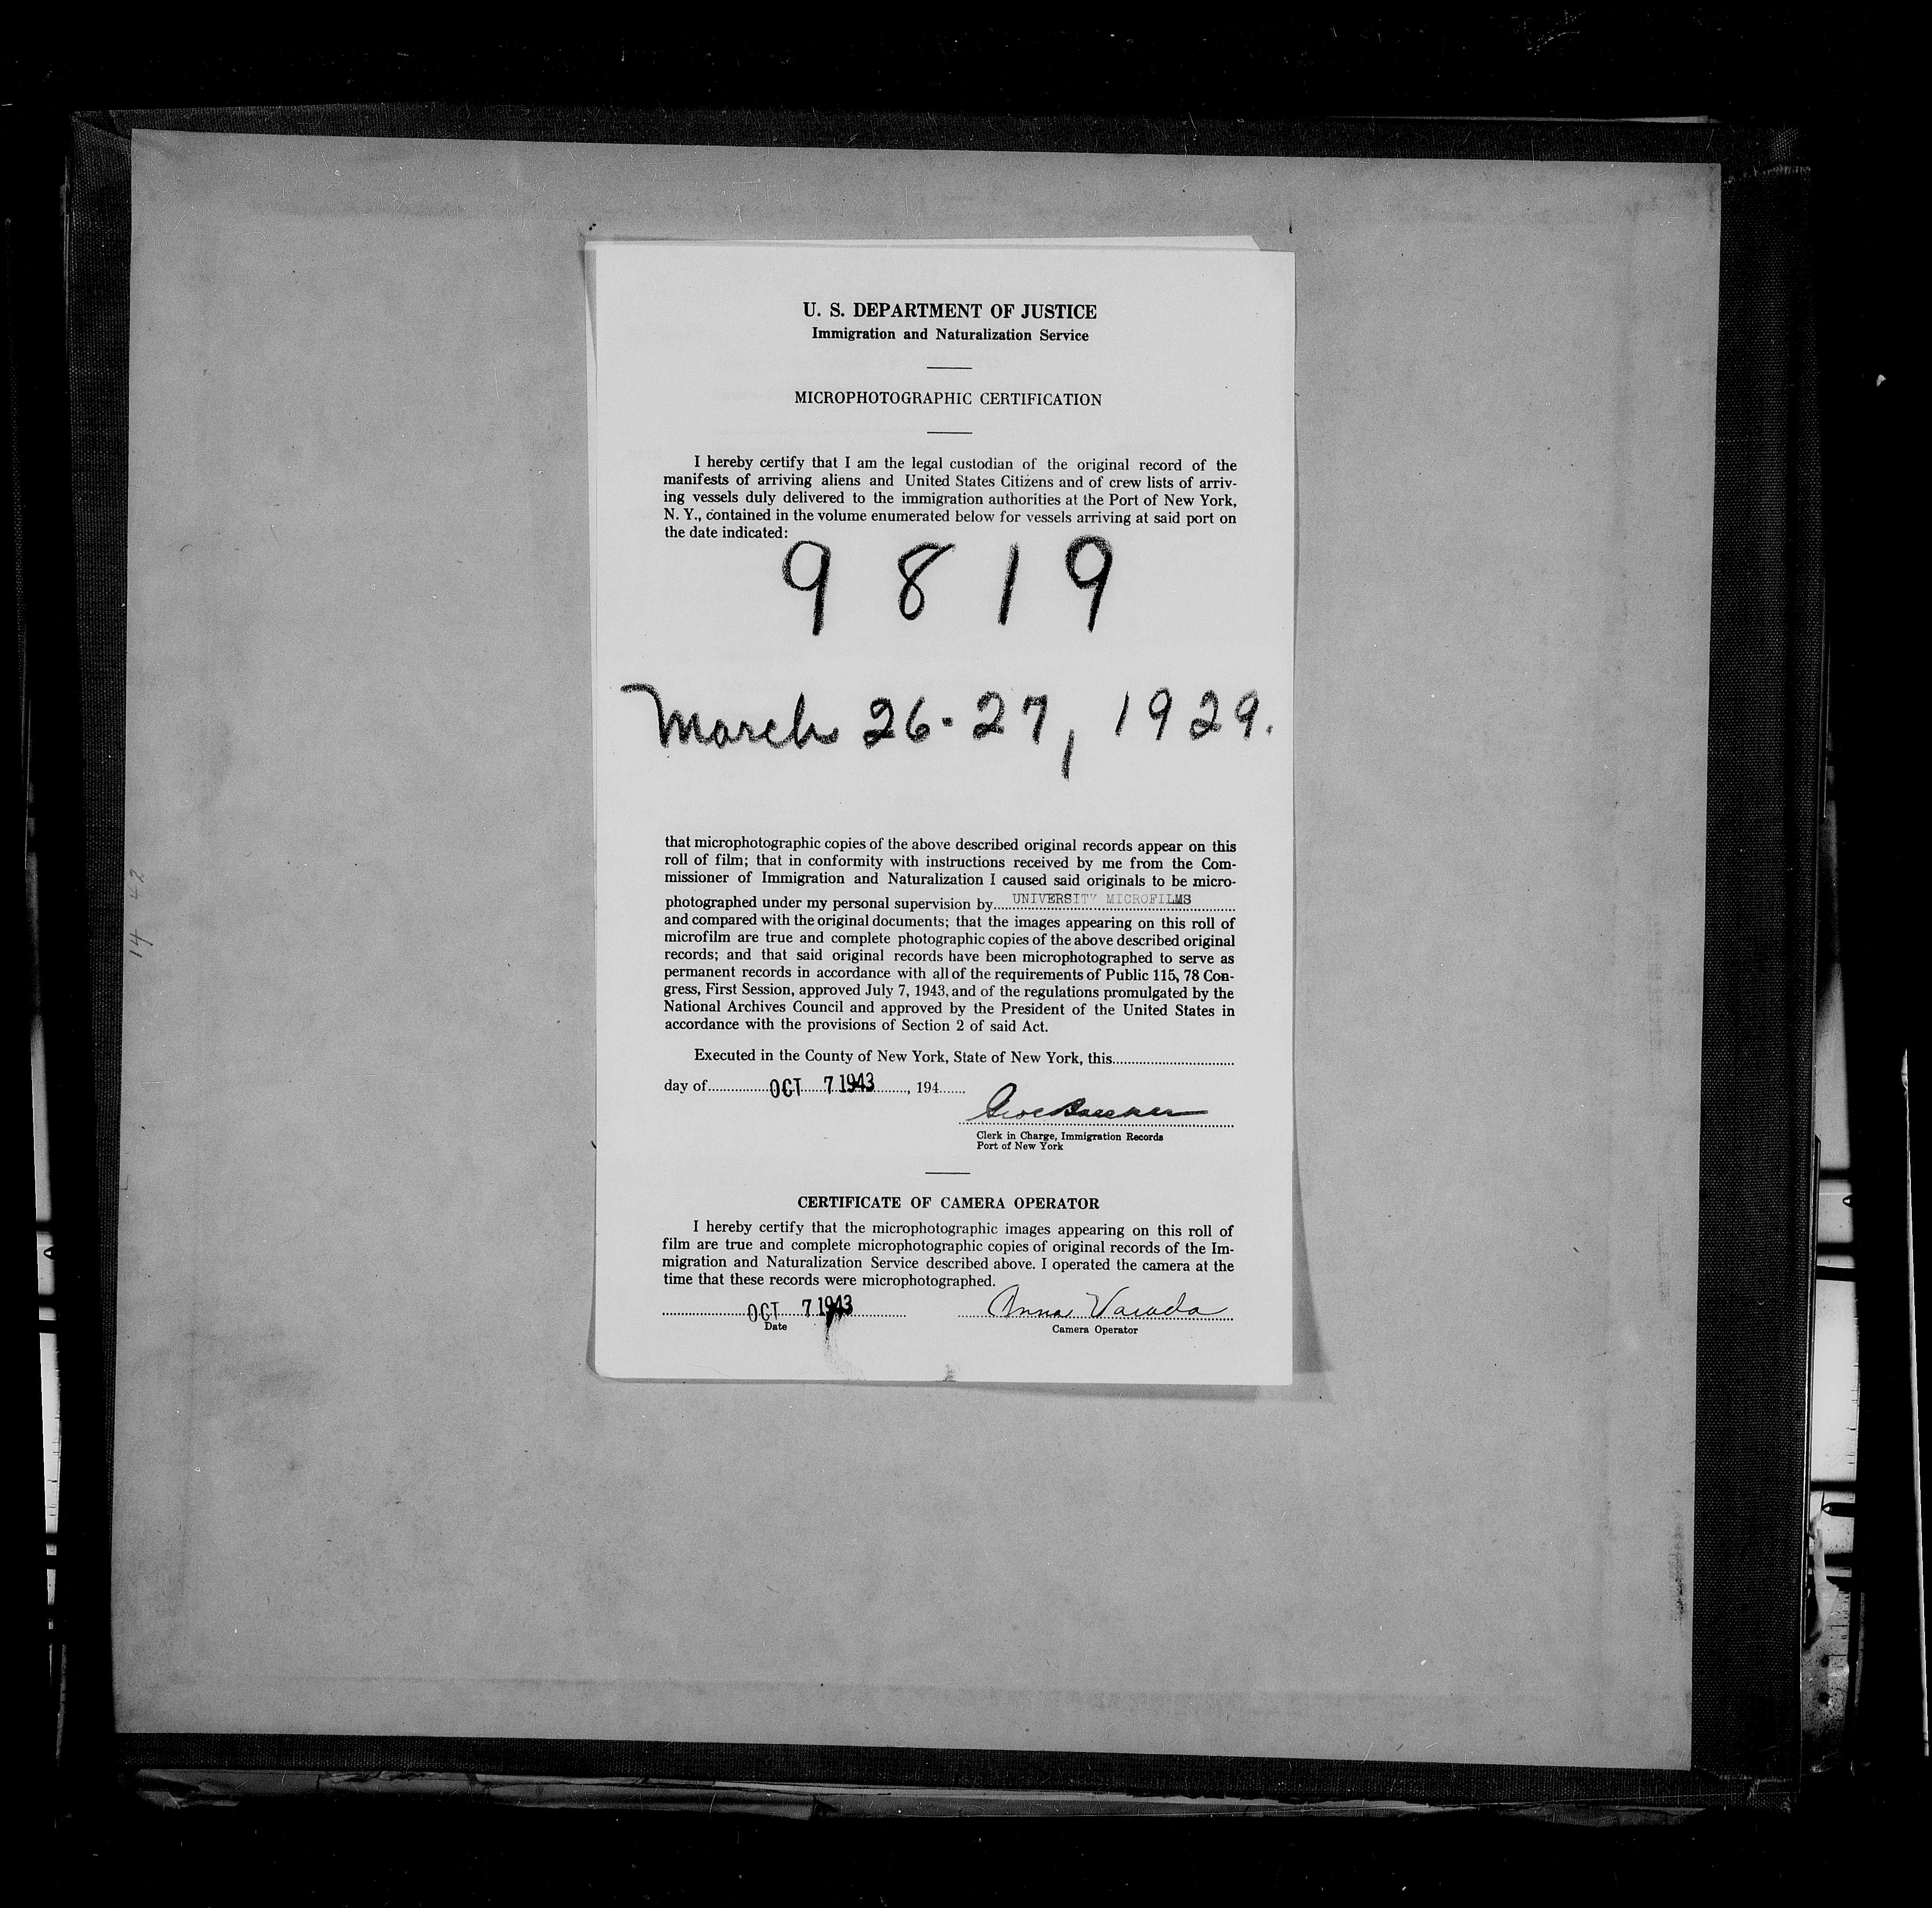 U. S. DEPARTMENT OF JUSTICE
Immigration and Naturalization Service
MICROPHOTOGRAPHIC CERTIFICATION
I hereby certify that I am the legal custodian of the original record of the
manifests of arriving aliens and United States Citizens and of crew lists of arriv-
ing vessels duly delivered to the immigration authorities at the Port of New York,
N. Y., contained in the volume enumerated below for vessels arriving at said port on
the date indicated:
9 8 1 9
March 26-27, 1929.
that microphotographic copies of the above described original records appear on this
roll of film; that in conformity with instructions received by me from the Com-
missioner of Immigration and Naturalization I caused said originals to be micro-
photographed under my personal supervision by UNIVERSITY MICROFILMS
and compared with the original documents; that the images appearing on this roll of
microfilm are true and complete photographic copies of the above described original
records; and that said original records have been microphotographed to serve as
permanent records in accordance with all of the requirements of Public 115, 78 Con-
gress, First Session, approved July 7, 1943, and of the regulations promulgated by the
National Archives Council and approved by the President of the United States in
accordance with the provisions of Section 2 of said Act.
Executed in the County of New York, State of New York, this
day of OCT 7 1943, 194
Clerk in Charge, Immigration Records
Port of New York
CERTIFICATE OF CAMERA OPERATOR
I hereby certify that the microphotographic images appearing on this roll of
film are true and complete microphotographic copies of original records of the Im-
migration and Naturalization Service described above. I operated the camera at the
time that these records were microphotographed.
OCT 7 1943 Anna
Date
Camera Operator
14 42